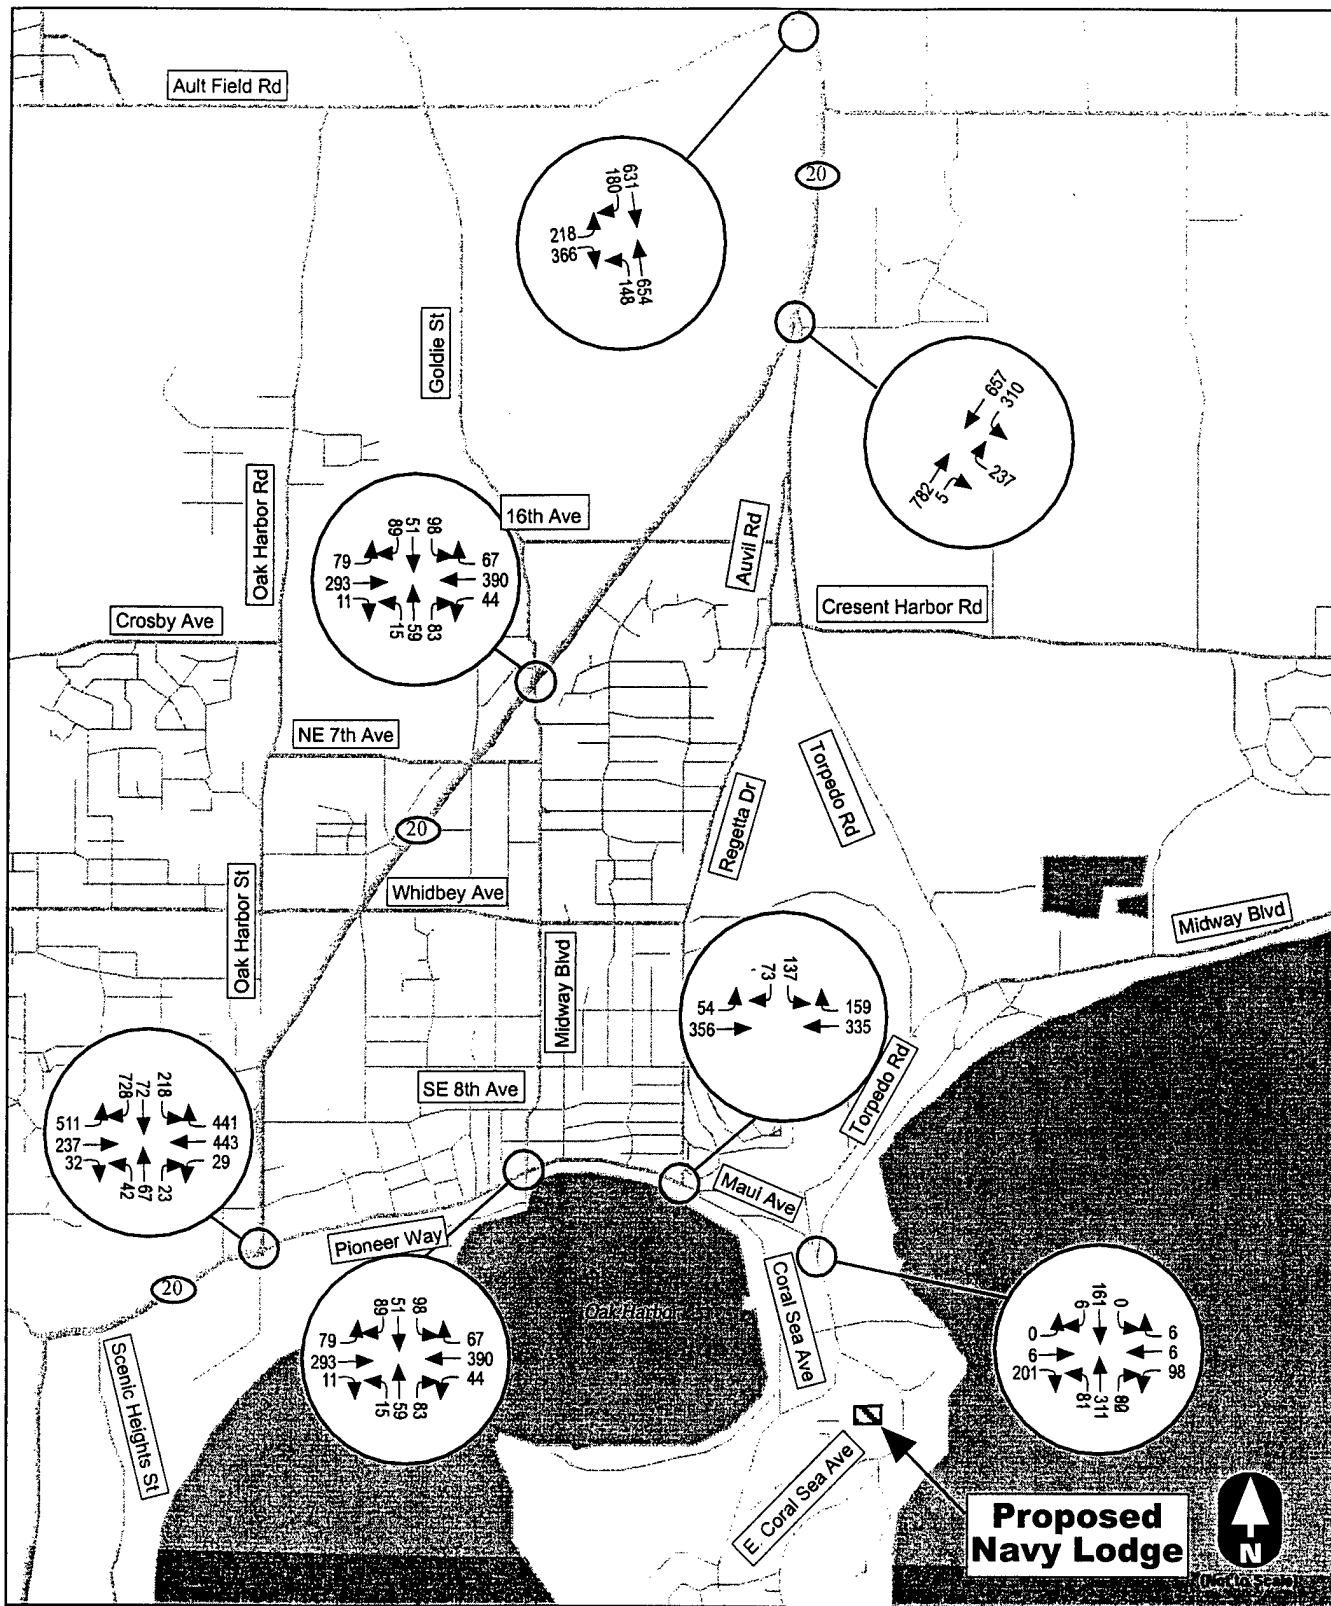 Ault Field Rd
20
631
180
218
366
148
654
Goldie St
657
310
782
5
237
Oak Harbor Rd
16th Ave
Auvil Rd
89
51
98
79
67
293
390
11
44
15
59
83
Crosby Ave
Cresent Harbor Rd
NE 7th Ave
Torpedo Rd
Regetta Dr
20
Whidbey Ave
Oak Harbor St
Midway Blvd
Midway Blvd
73
137
54
159
356
335
SE 8th Ave
Torpedo Rd
728
72
218
511
441
237
443
32
29
42
67
23
Maui Ave
Pioneer Way
20
Coral Sea Ave
Oak Harbor
Scenic Heights St
89
51
98
79
67
293
390
11
44
15
59
83
6
161
0
0
6
6
6
201
98
81
311
80
E. Coral Sea Ave
Proposed
Navy Lodge
N
(Not to Scale)